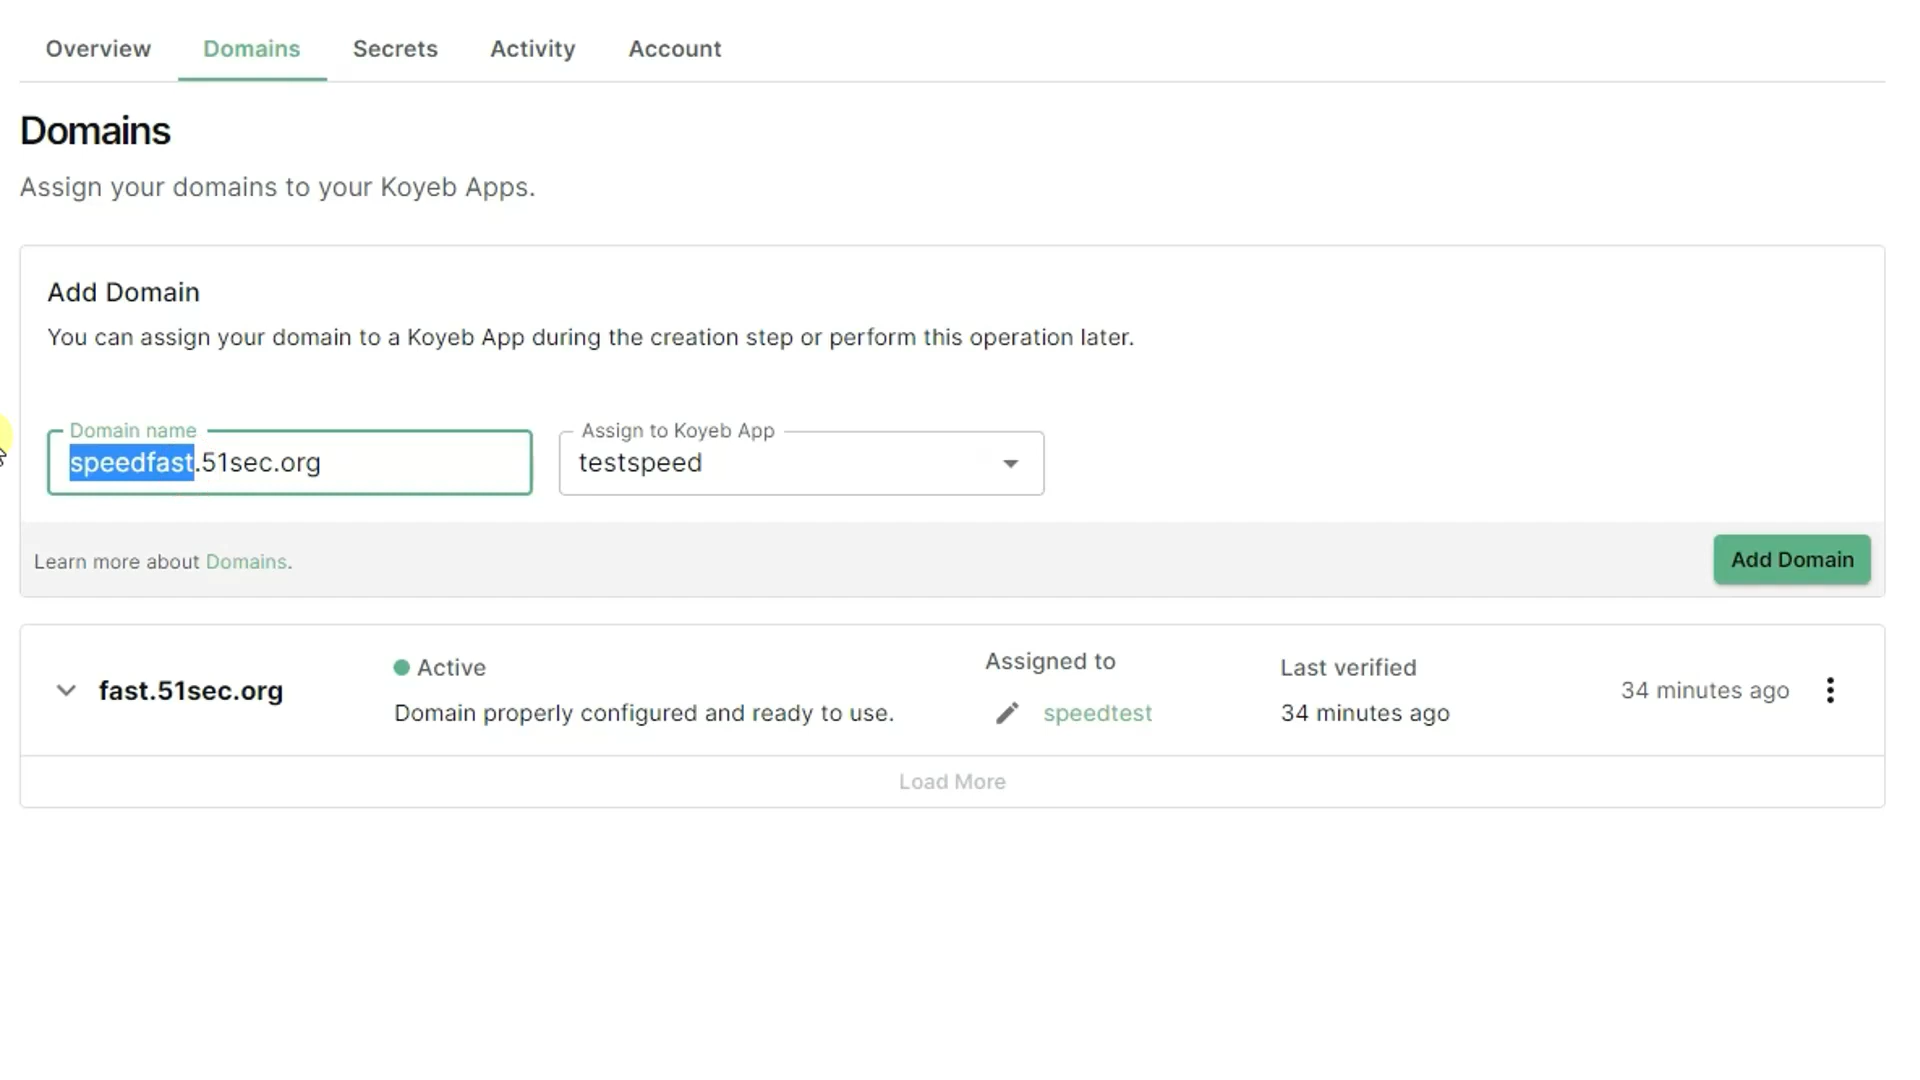 Overview Domains Secrets Activity Account
Domains
Assign your domains to your Koyeb Apps.
Add Domain
You can assign your domain to a Koyeb App during the creation step or perform this operation later.
Domain name
speedfast.51sec.org
Assign to Koyeb App
testspeed
Learn more about Domains.
Add Domain
fast.51sec.org
Active
Domain properly configured and ready to use.
Assigned to
speedtest
Last verified
34 minutes ago
34 minutes ago
Load More